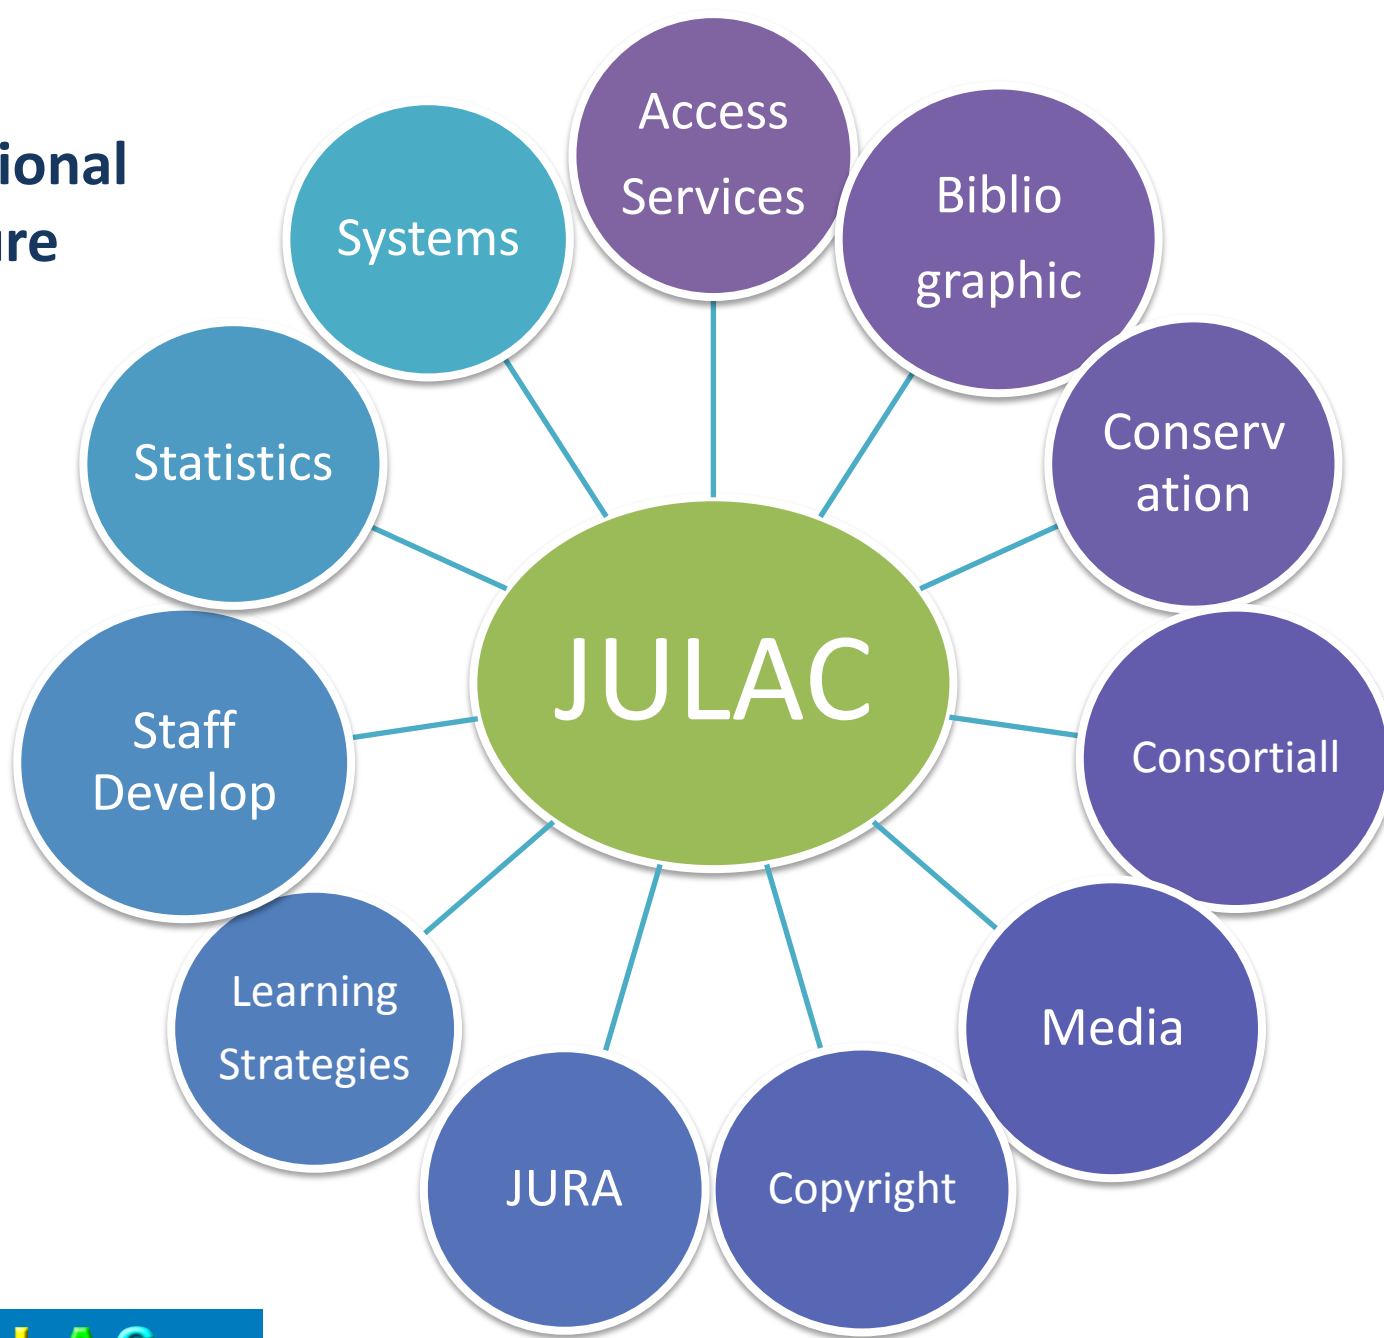 ional
ure
Access
Services
Biblio
graphic
Conserv
ation
Consortiall
Media
Copyright
JURA
Learning
Strategies
Staff
Develop
Statistics
Systems
JULAC